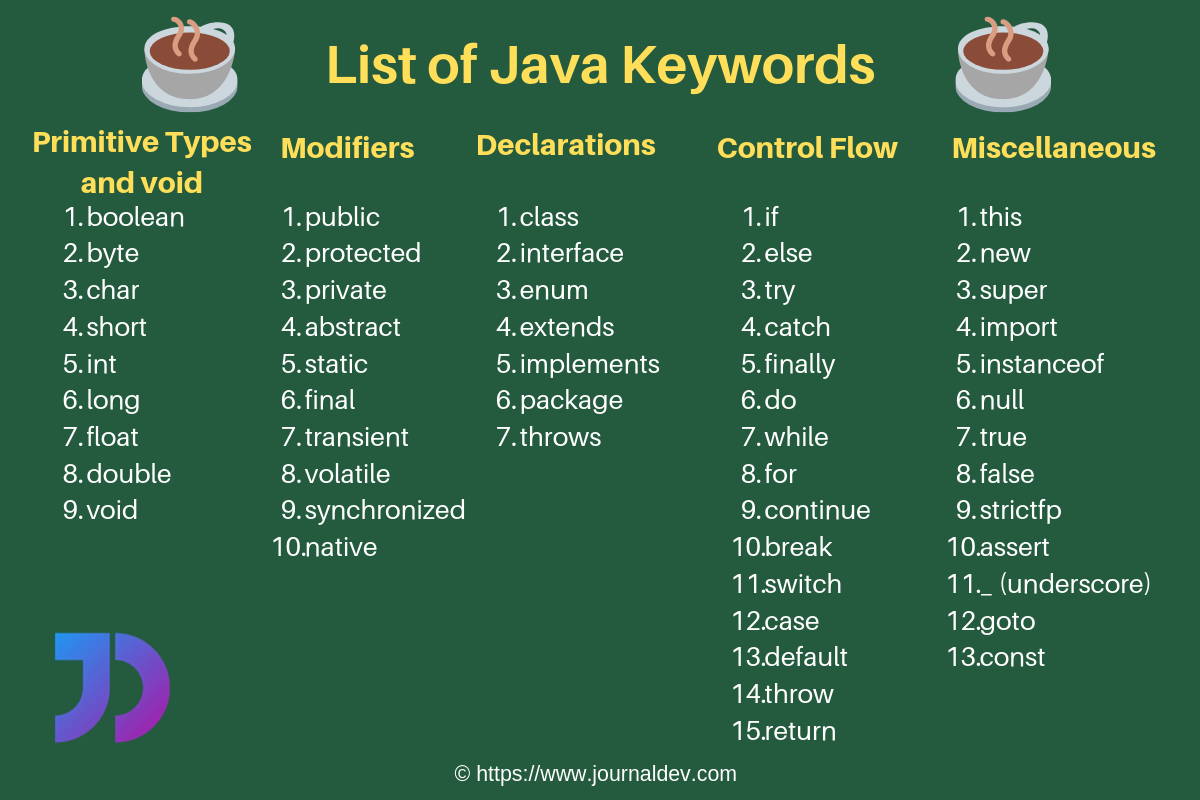 List of Java Keywords
Primitive Types
and void
1. boolean
2. byte
3. char
4. short
5. int
6. long
7. float
8. double
9. void
Modifiers
1. public
2. protected
3. private
4. abstract
5. static
6. final
7. transient
8. volatile
9. synchronized
10. native
Declarations
1. class
2. interface
3. enum
4. extends
5. implements
6. package
7. throws
Control Flow
1. if
2. else
3. try
4. catch
5. finally
6. do
7. while
8. for
9. continue
10. break
11. switch
12. case
13. default
14. throw
15. return
Miscellaneous
1. this
2. new
3. super
4. import
5. instanceof
6. null
7. true
8. false
9. strictfp
10. assert
11. _ (underscore)
12. goto
13. const
JD
© https://www.journaldev.com